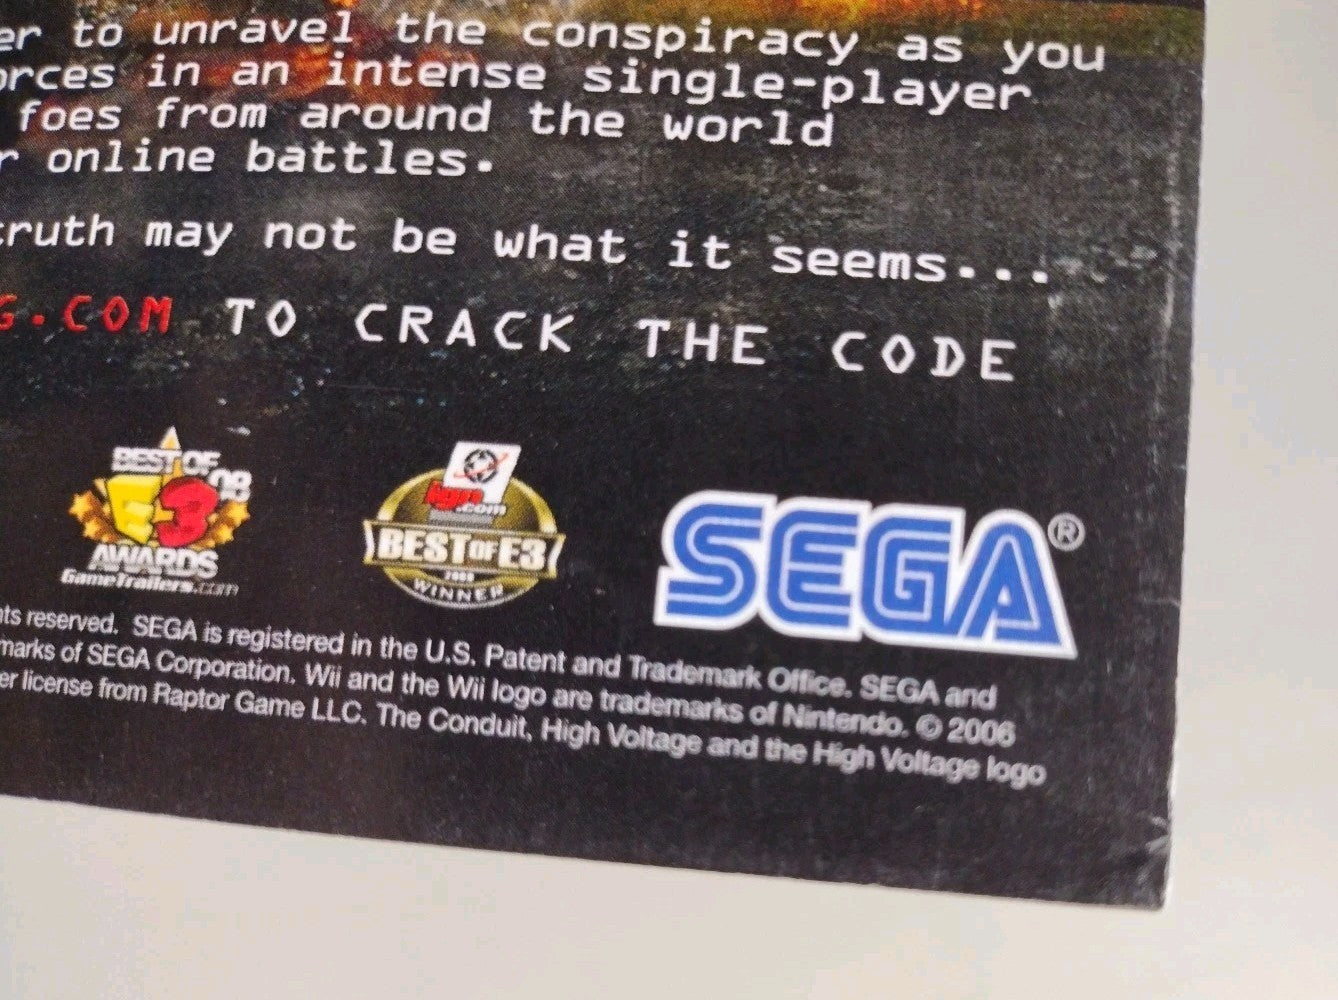 er to unravel the conspiracy as you
orces in an intense single-player
foes from around the world
r online battles.
truth may not be what it seems...
G.COM TO CRACK THE CODE
BEST OF
E3 08
AWARDS
GameTrailers.com
ign.com
BEST OF E3
2008
WINNER
SEGA®
hts reserved. SEGA is registered in the U.S. Patent and Trademark Office. SEGA and
marks of SEGA Corporation. Wii and the Wii logo are trademarks of Nintendo. © 2006
er license from Raptor Game LLC. The Conduit, High Voltage and the High Voltage logo